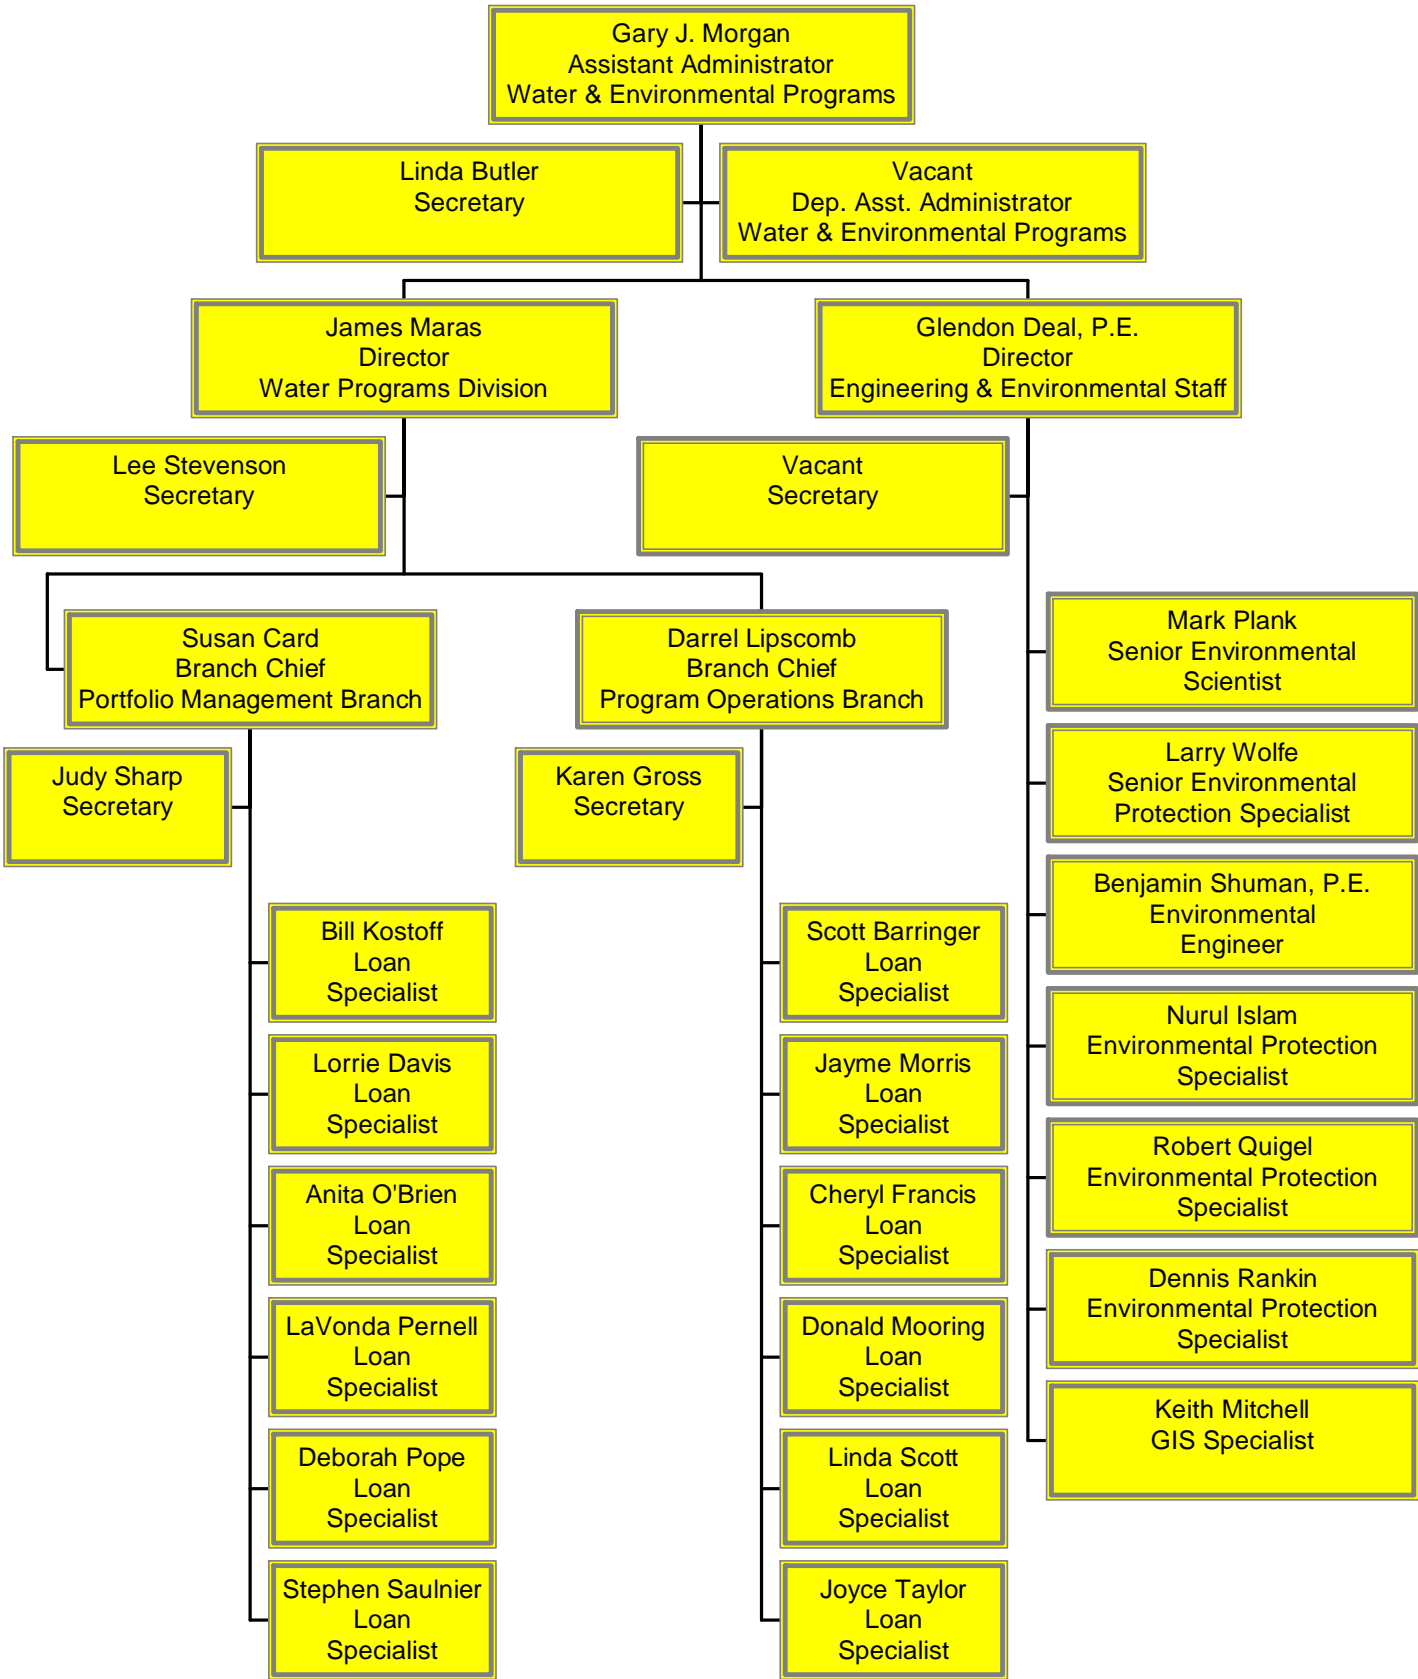 Gary J. Morgan
Assistant Administrator
Water & Environmental Programs
Linda Butler
Secretary
Vacant
Dep. Asst. Administrator
Water & Environmental Programs
James Maras
Director
Water Programs Division
Glendon Deal, P.E.
Director
Engineering & Environmental Staff
Lee Stevenson
Secretary
Vacant
Secretary
Susan Card
Branch Chief
Portfolio Management Branch
Darrel Lipscomb
Branch Chief
Program Operations Branch
Judy Sharp
Secretary
Karen Gross
Secretary
Bill Kostoff
Loan
Specialist
Lorrie Davis
Loan
Specialist
Anita O'Brien
Loan
Specialist
LaVonda Pernell
Loan
Specialist
Deborah Pope
Loan
Specialist
Stephen Saulnier
Loan
Specialist
Scott Barringer
Loan
Specialist
Jayme Morris
Loan
Specialist
Cheryl Francis
Loan
Specialist
Donald Mooring
Loan
Specialist
Linda Scott
Loan
Specialist
Joyce Taylor
Loan
Specialist
Mark Plank
Senior Environmental
Scientist
Larry Wolfe
Senior Environmental
Protection Specialist
Benjamin Shuman, P.E.
Environmental
Engineer
Nurul Islam
Environmental Protection
Specialist
Robert Quigel
Environmental Protection
Specialist
Dennis Rankin
Environmental Protection
Specialist
Keith Mitchell
GIS Specialist